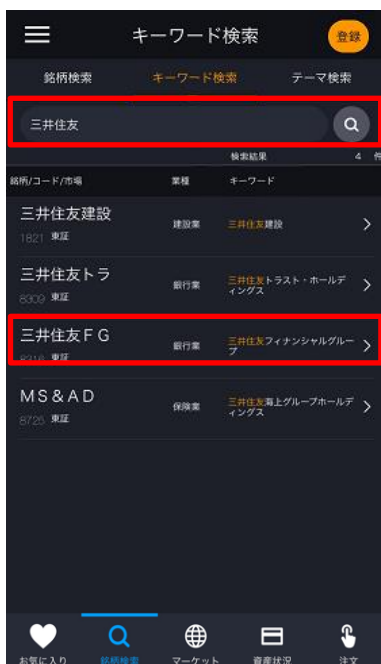 キーワード検索
登録
銘柄検索
キーワード検索
テーマ検索
三井住友
検索結果 4 件
銘柄/コード/市場 業種 キーワード
三井住友建設
1821 東証
建設業
三井住友建設
三井住友トラ
8309 東証
銀行業
三井住友トラスト・ホールデ
ィングス
三井住友ＦＧ
8316 東証
銀行業
三井住友フィナンシャルグルー
プ
ＭＳ＆ＡＤ
8725 東証
保険業
三井住友海上グループホールデ
ィングス
お気に入り
銘柄検索
マーケット
資産状況
注文